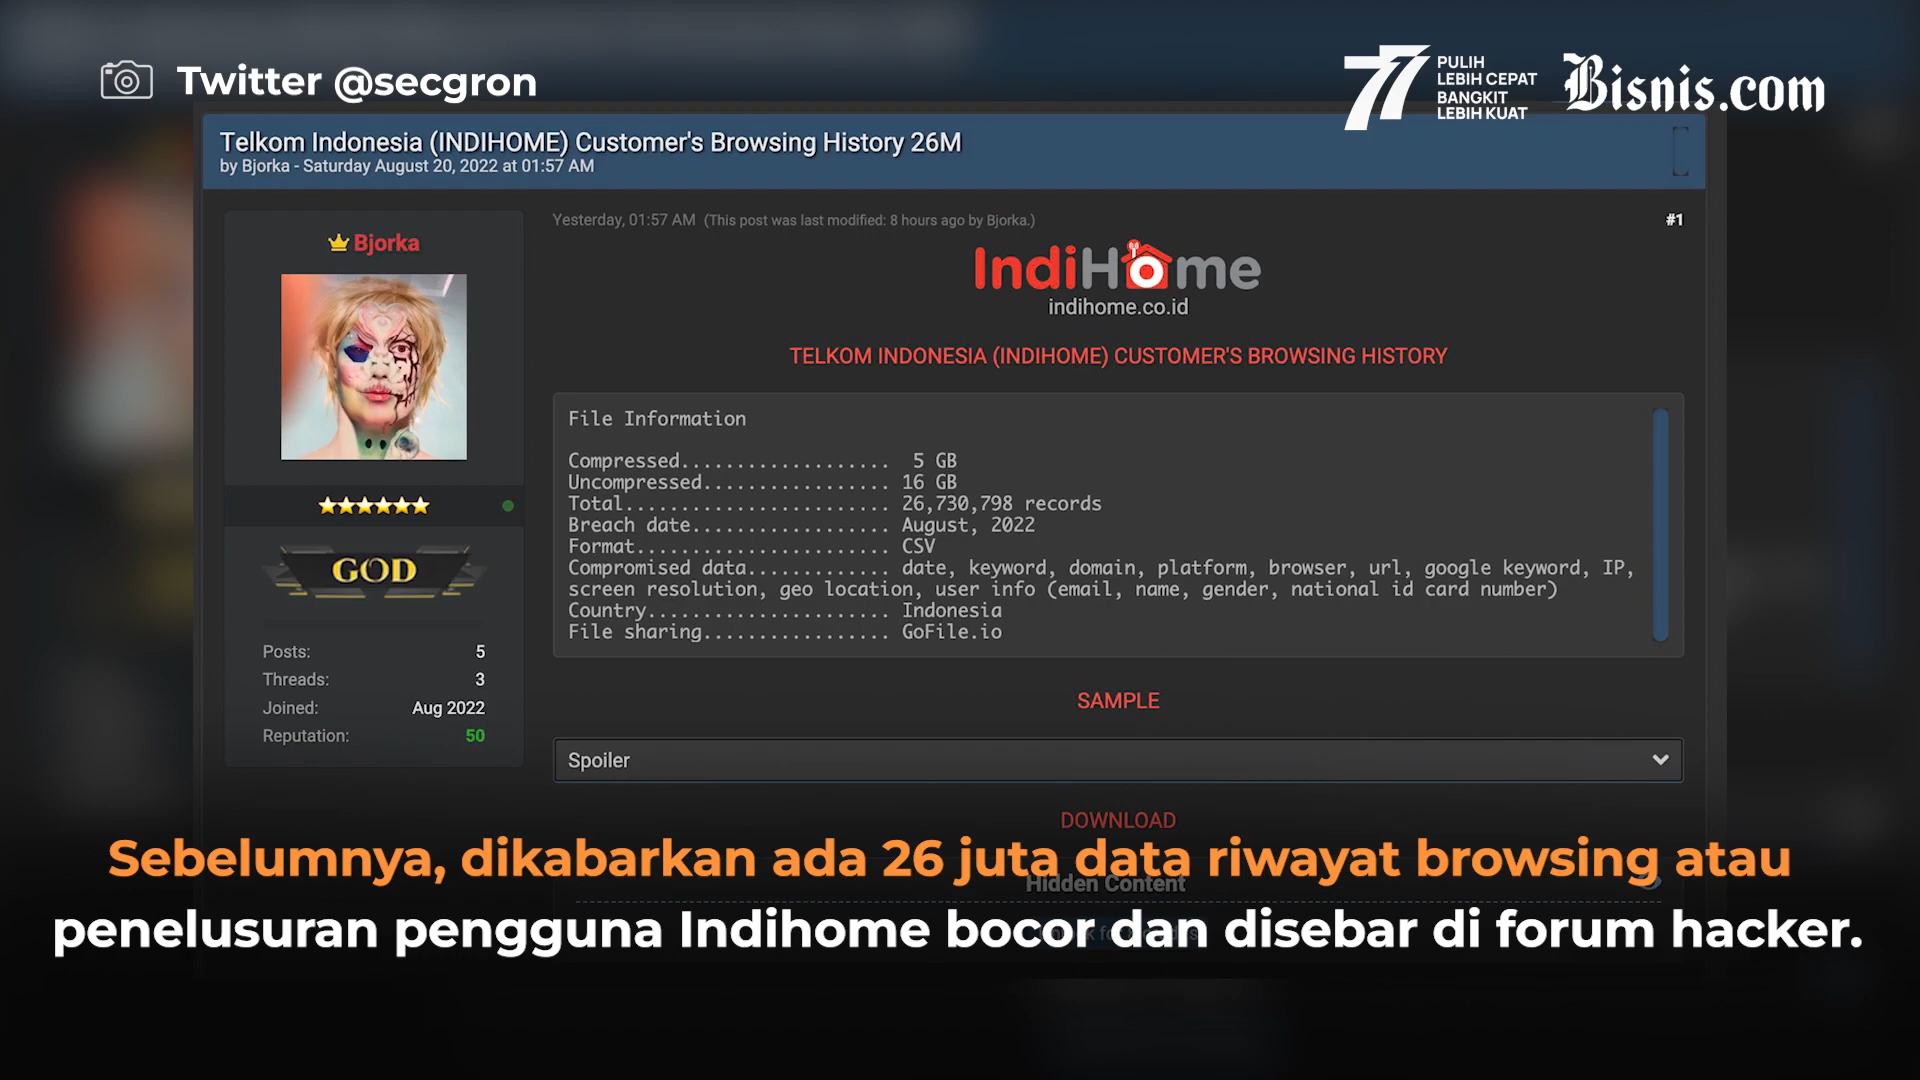 Twitter @secgron
77 PULIH
LEBIH CEPAT
BANGKIT
LEBIH KUAT
Bisnis.com
Telkom Indonesia (INDIHOME) Customer's Browsing History 26M
by Bjorka - Saturday August 20, 2022 at 01:57 AM
Yesterday, 01:57 AM (This post was last modified: 8 hours ago by Bjorka.)
#1
Bjorka
GOD
Posts: 5
Threads: 3
Joined: Aug 2022
Reputation: 50
IndiHome
indihome.co.id
TELKOM INDONESIA (INDIHOME) CUSTOMER'S BROWSING HISTORY
File Information
Compressed................... 5 GB
Uncompressed................. 16 GB
Total........................ 26,730,798 records
Breach date.................. August, 2022
Format....................... CSV
Compromised data............. date, keyword, domain, platform, browser, url, google keyword, IP,
screen resolution, geo location, user info (email, name, gender, national id card number)
Country...................... Indonesia
File sharing................. GoFile.io
SAMPLE
Spoiler
DOWNLOAD
Hidden Content
Sebelumnya, dikabarkan ada 26 juta data riwayat browsing atau
penelusuran pengguna Indihome bocor dan disebar di forum hacker.